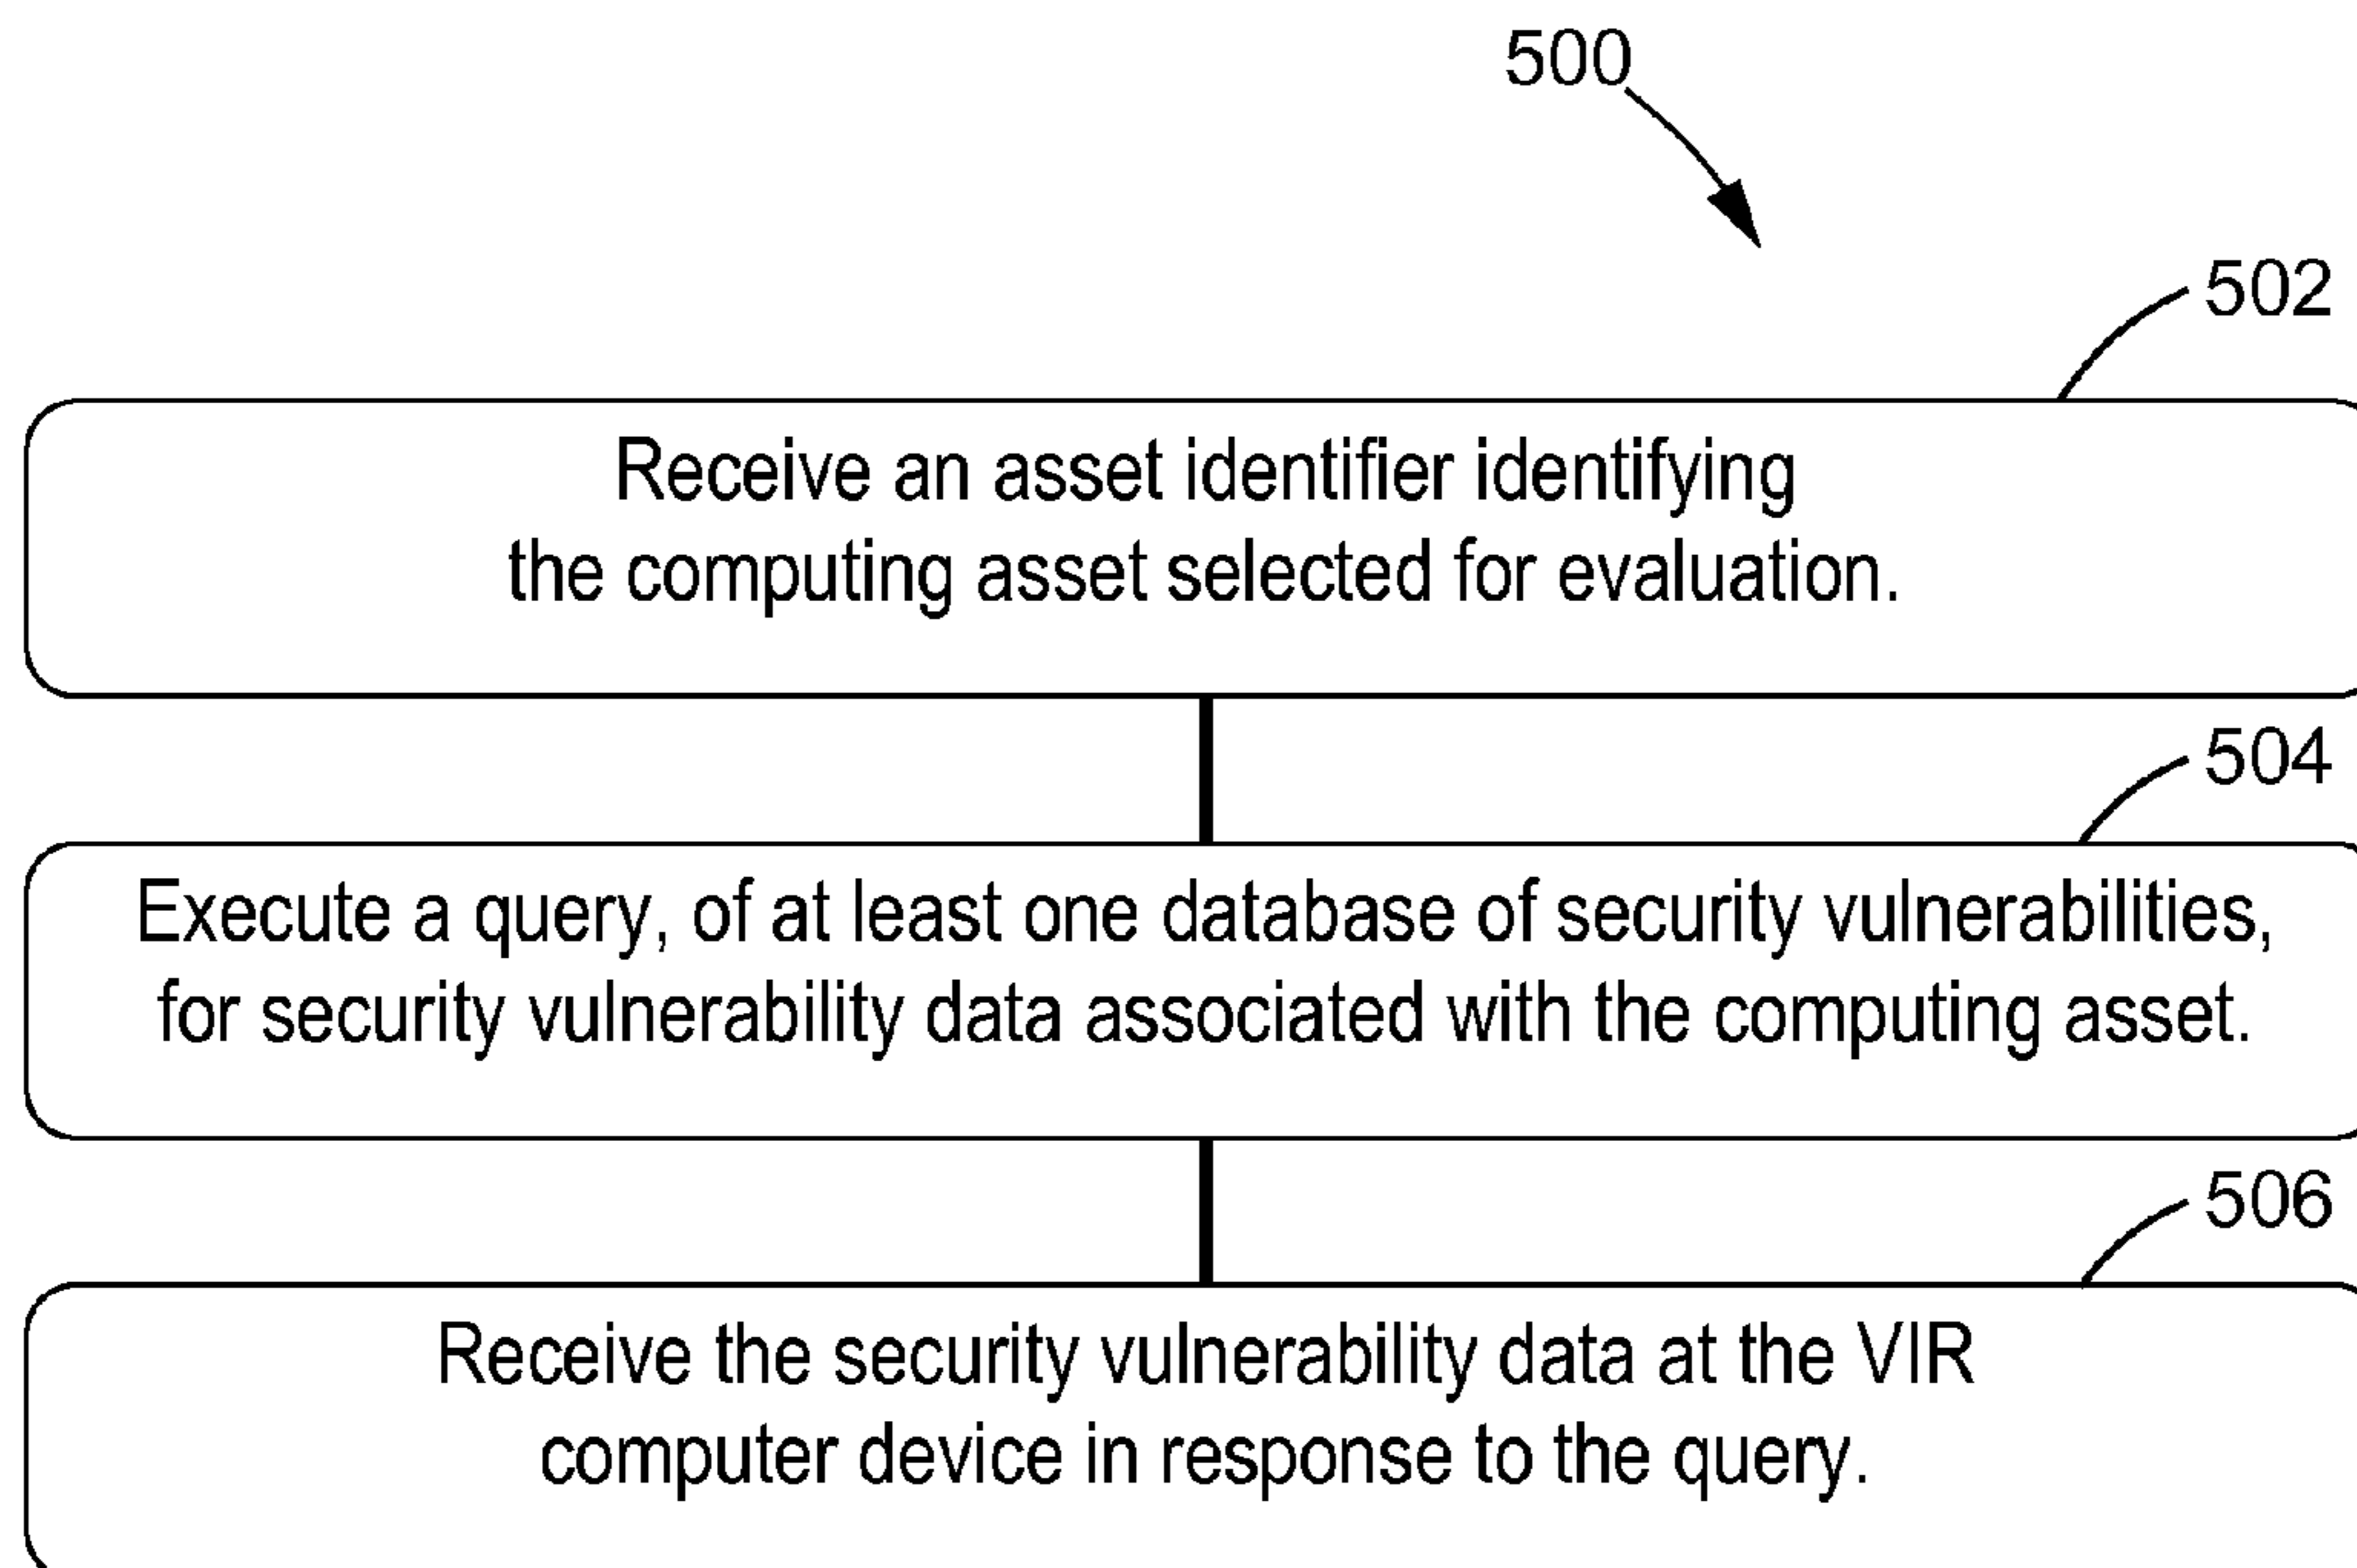 500
502
Receive an asset identifier identifying
the computing asset selected for evaluation.
504
Execute a query, of at least one database of security vulnerabilities,
for security vulnerability data associated with the computing asset.
506
Receive the security vulnerability data at the VIR
computer device in response to the query.